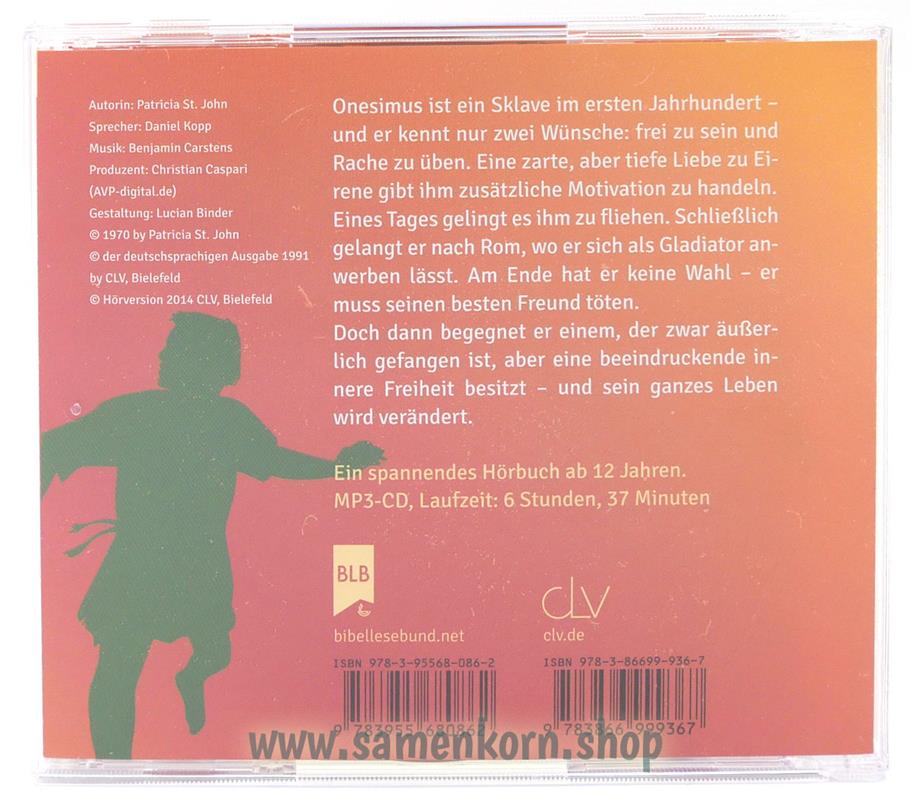 Autorin: Patricia St. John
Sprecher: Daniel Kopp
Musik: Benjamin Carstens
Produzent: Christian Caspari
(AVP-digital.de)
Gestaltung: Lucian Binder
© 1970 by Patricia St. John
© der deutschsprachigen Ausgabe 1991
by CLV, Bielefeld
© Hörversion 2014 CLV, Bielefeld
Onesimus ist ein Sklave im ersten Jahrhundert –
und er kennt nur zwei Wünsche: frei zu sein und
Rache zu üben. Eine zarte, aber tiefe Liebe zu Ei-
rene gibt ihm zusätzliche Motivation zu handeln.
Eines Tages gelingt es ihm zu fliehen. Schließlich
gelangt er nach Rom, wo er sich als Gladiator an-
werben lässt. Am Ende hat er keine Wahl – er
muss seinen besten Freund töten.
Doch dann begegnet er einem, der zwar äußer-
lich gefangen ist, aber eine beeindruckende in-
nere Freiheit besitzt – und sein ganzes Leben
wird verändert.
Ein spannendes Hörbuch ab 12 Jahren.
MP3-CD, Laufzeit: 6 Stunden, 37 Minuten
BLB
bibellesebund.net
ISBN 978-3-95568-086-2
9 783955 680862
clv
clv.de
ISBN 978-3-86699-936-7
9 783866 999367
www.samenkorn.shop